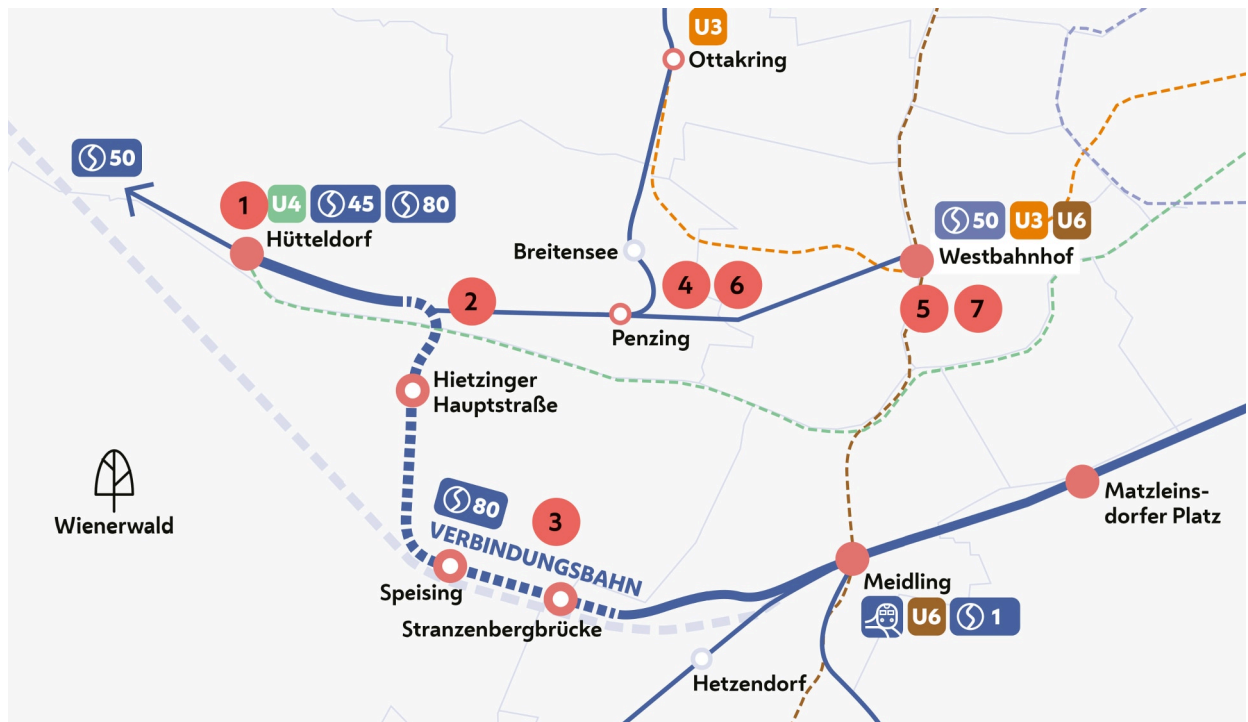 U3
Ottakring
50
1
U4
45
80
Hütteldorf
Breitensee
50
U3
U6
Westbahnhof
2
4
6
5
7
Penzing
Hietzinger
Hauptstraße
Wienerwald
80
3
VERBINDUNGSBAHN
Matzleins-
dorfer Platz
Speising
Stranzenbergbrücke
Meidling
U6
1
Hetzendorf